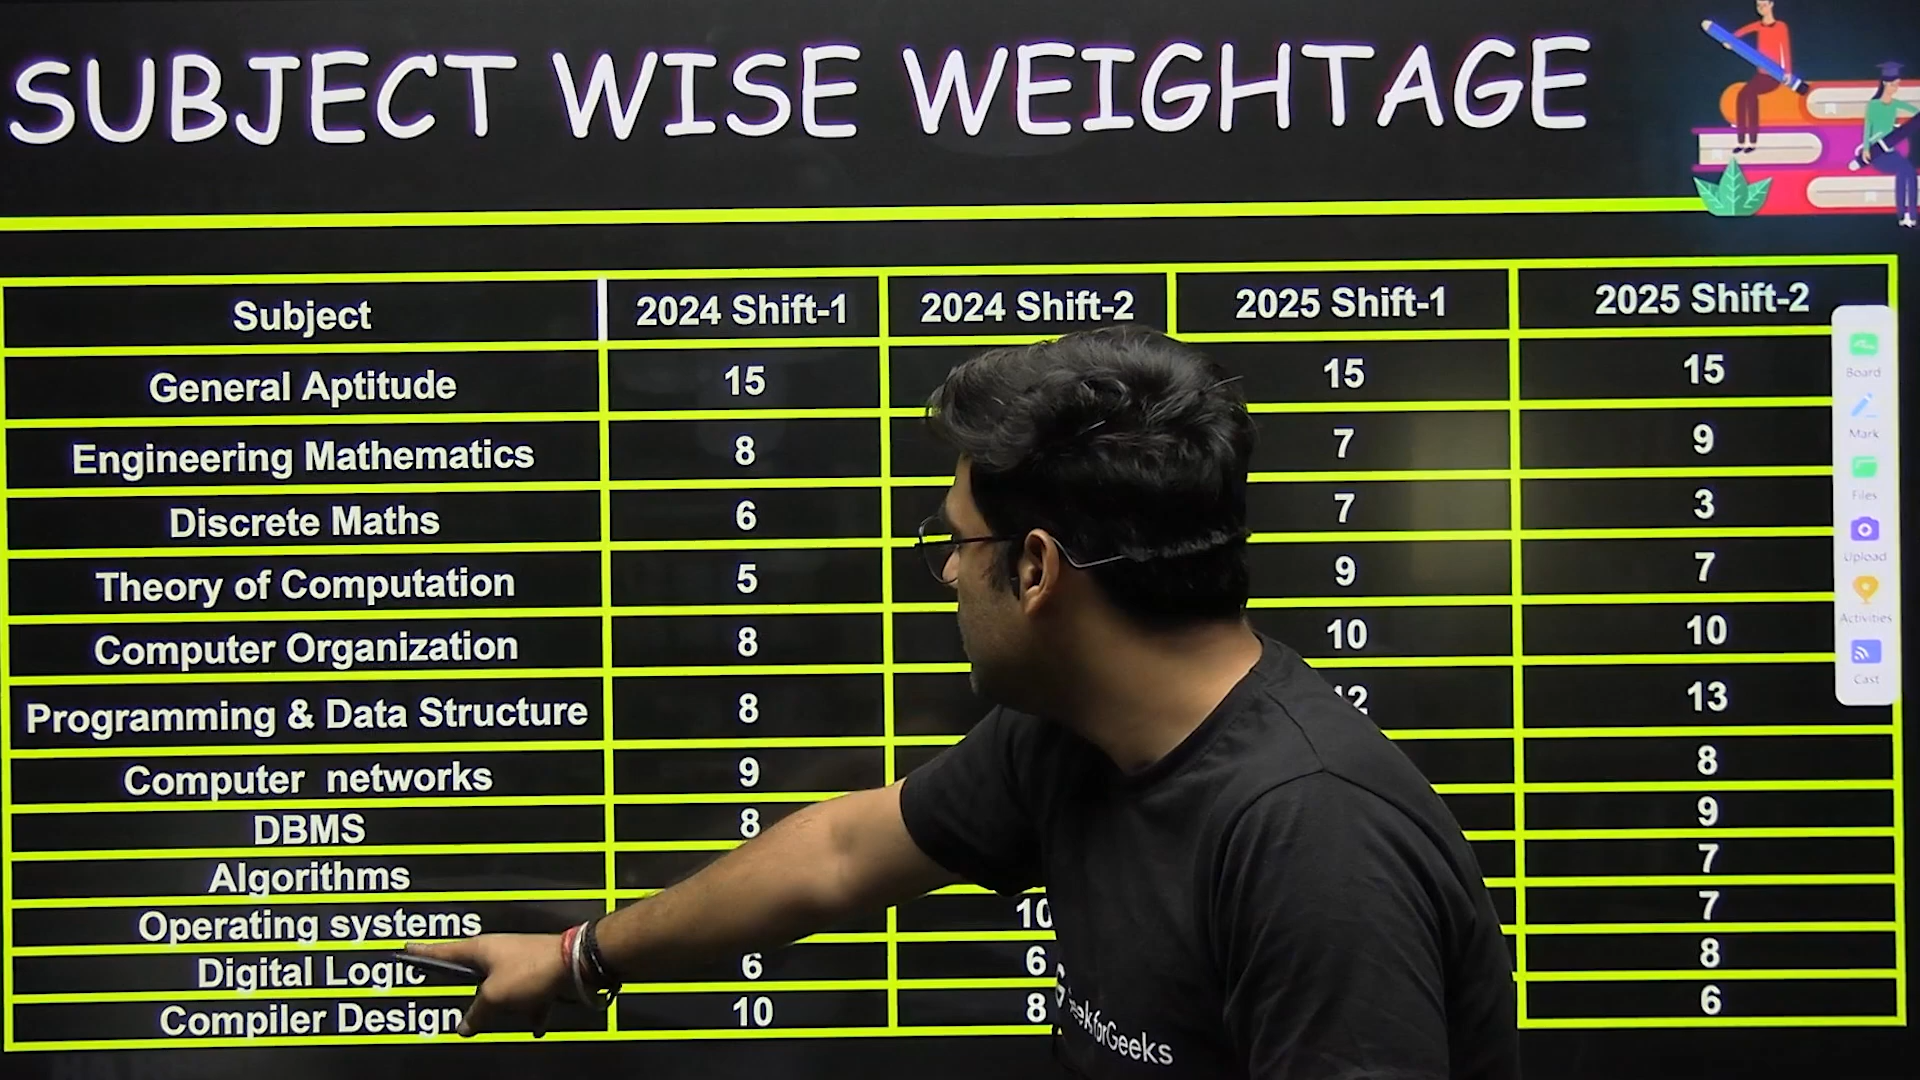 SUBJECT WISE WEIGHTAGE
Subject 2024 Shift-1 2024 Shift-2 2025 Shift-1 2025 Shift-2
General Aptitude 15 15 15
Engineering Mathematics 8 7 9
Discrete Maths 6 7 3
Theory of Computation 5 9 7
Computer Organization 8 10 10
Programming & Data Structure 8 12 13
Computer networks 9 8
DBMS 8 9
Algorithms 7
Operating systems 10 7
Digital Logic 6 6 8
Compiler Design 10 8 6
Board
Mark
Files
Upload
Activities
Cast
GeeksforGeeks